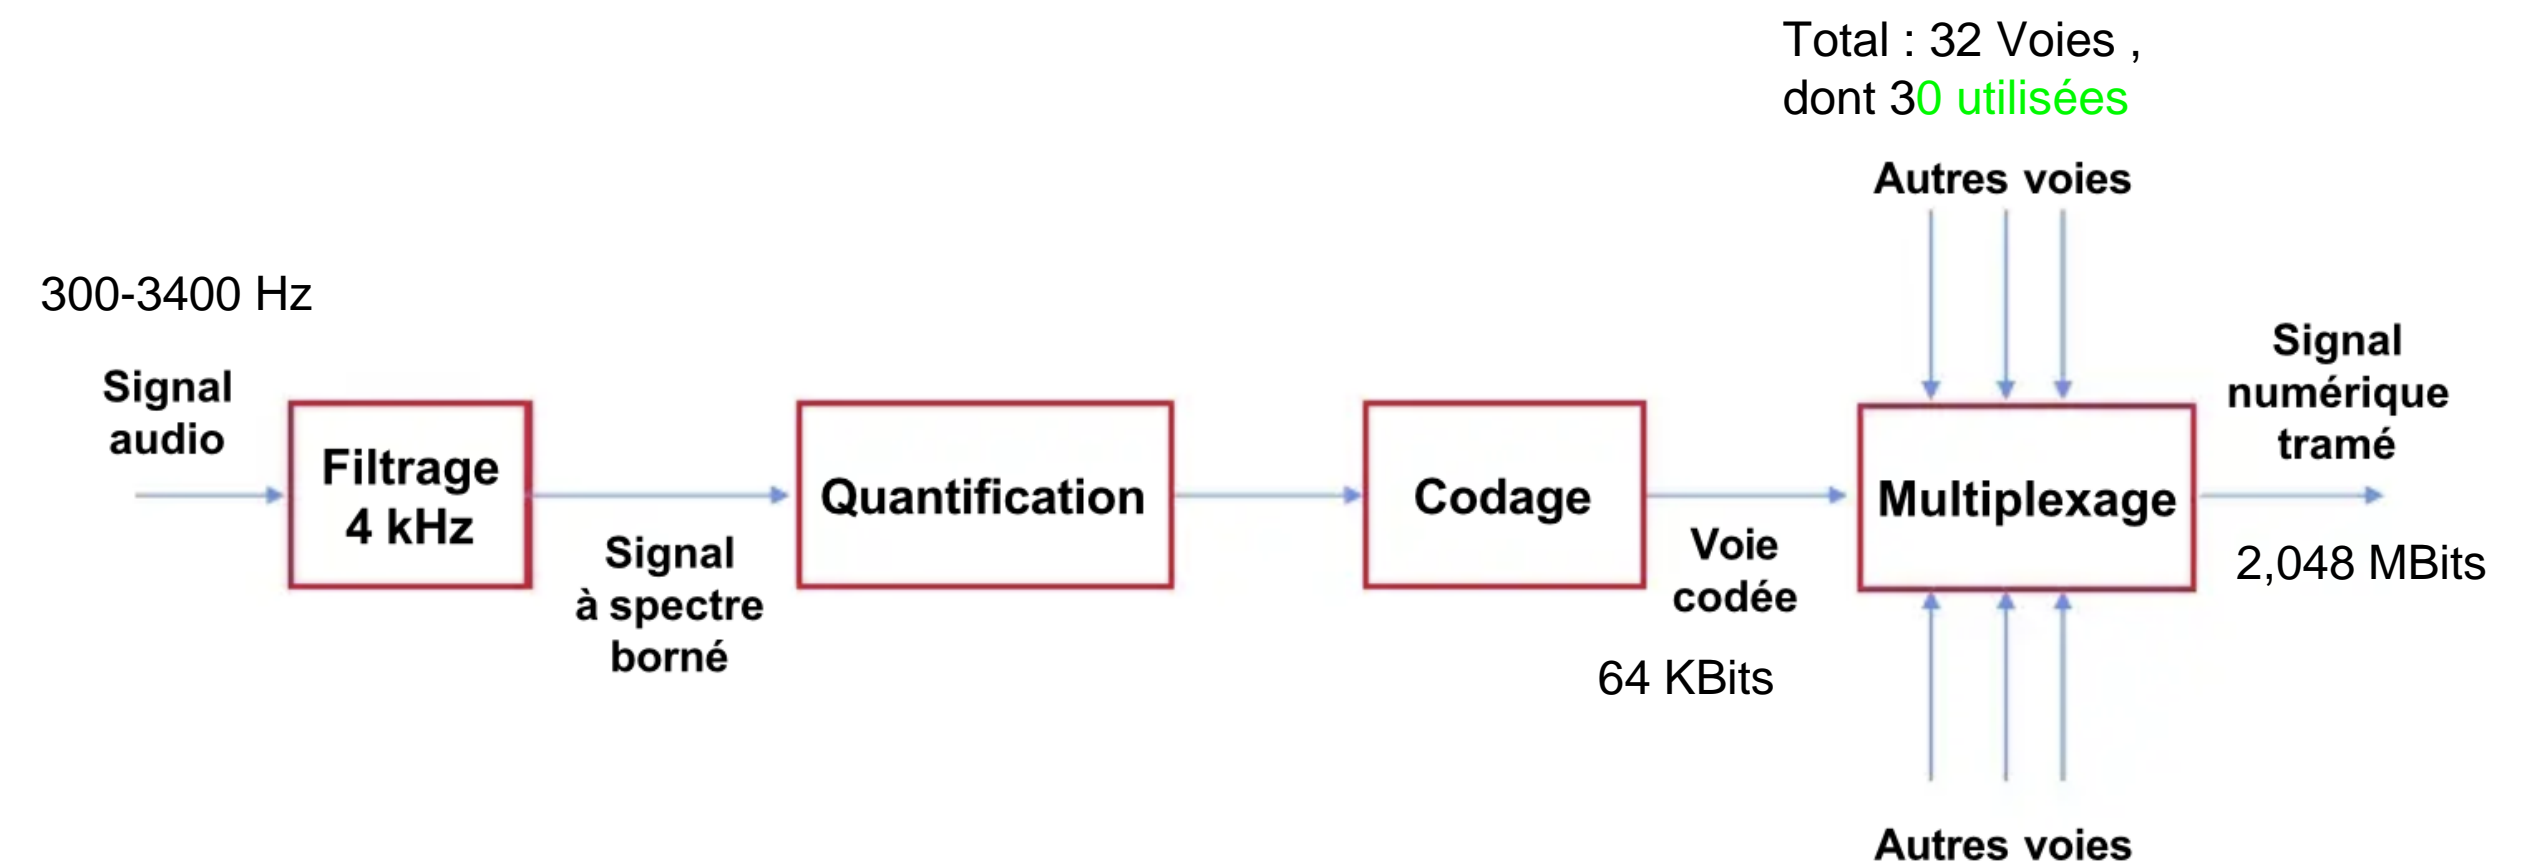 Total : 32 Voies ,
dont 30 utilisées
Autres voies
300-3400 Hz
Signal
audio
Filtrage
4 kHz
Signal
à spectre
borné
Quantification
Codage
Voie
codée
64 KBits
Multiplexage
Signal
numérique
tramé
2,048 MBits
Autres voies